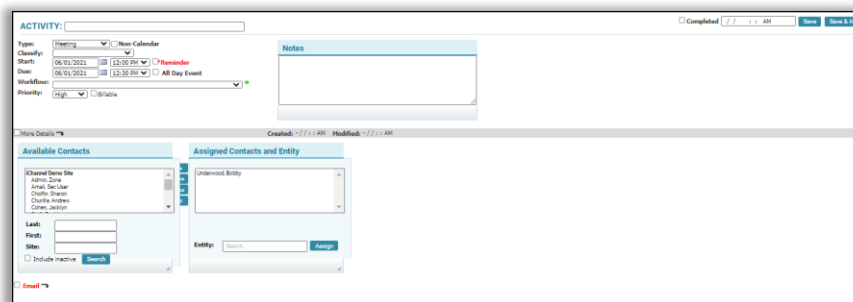 ACTIVITY:
Completed / / : : AM Save Save & A
Type: Meeting Non-Calendar
Classify:
Start: 06/01/2021 12:00 PM Reminder
Due: 06/01/2021 12:30 PM All Day Event
Workflow:
Priority: High Billable
Notes
More Details Created: - / / : : AM Modified: - / / : : AM
Available Contacts
iChannel Demo Site
Admin, Zona
Amail, Sec User
Cholfin, Sharon
Churilla, Andrew
Cohen, Jacklyn
Last:
First:
Site:
Include inactive Search
Assigned Contacts and Entity
Underwood, Bobby
Entity: Search... Assign
Email